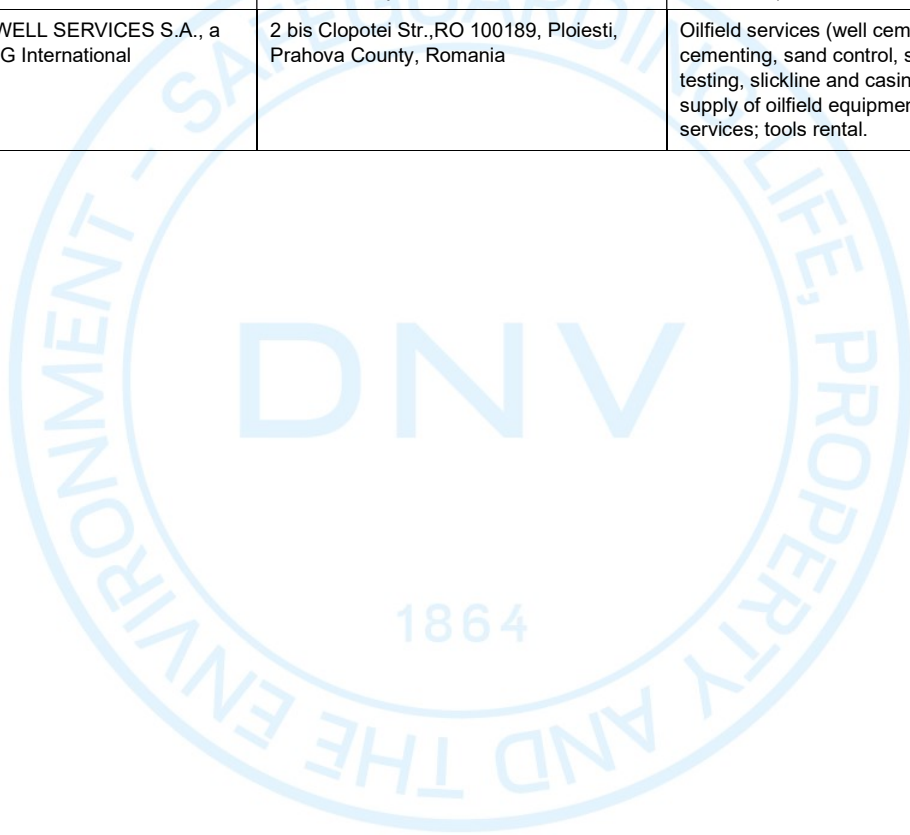 WELL SERVICES S.A., a
G International
2 bis Clopotei Str.,RO 100189, Ploiesti,
Prahova County, Romania
Oilfield services (well cem
cementing, sand control, s
testing, slickline and casin
supply of oilfield equipmen
services; tools rental.
SAFEGUARDING LIFE, PROPERTY AND THE ENVIRONMENT –
DNV
1864